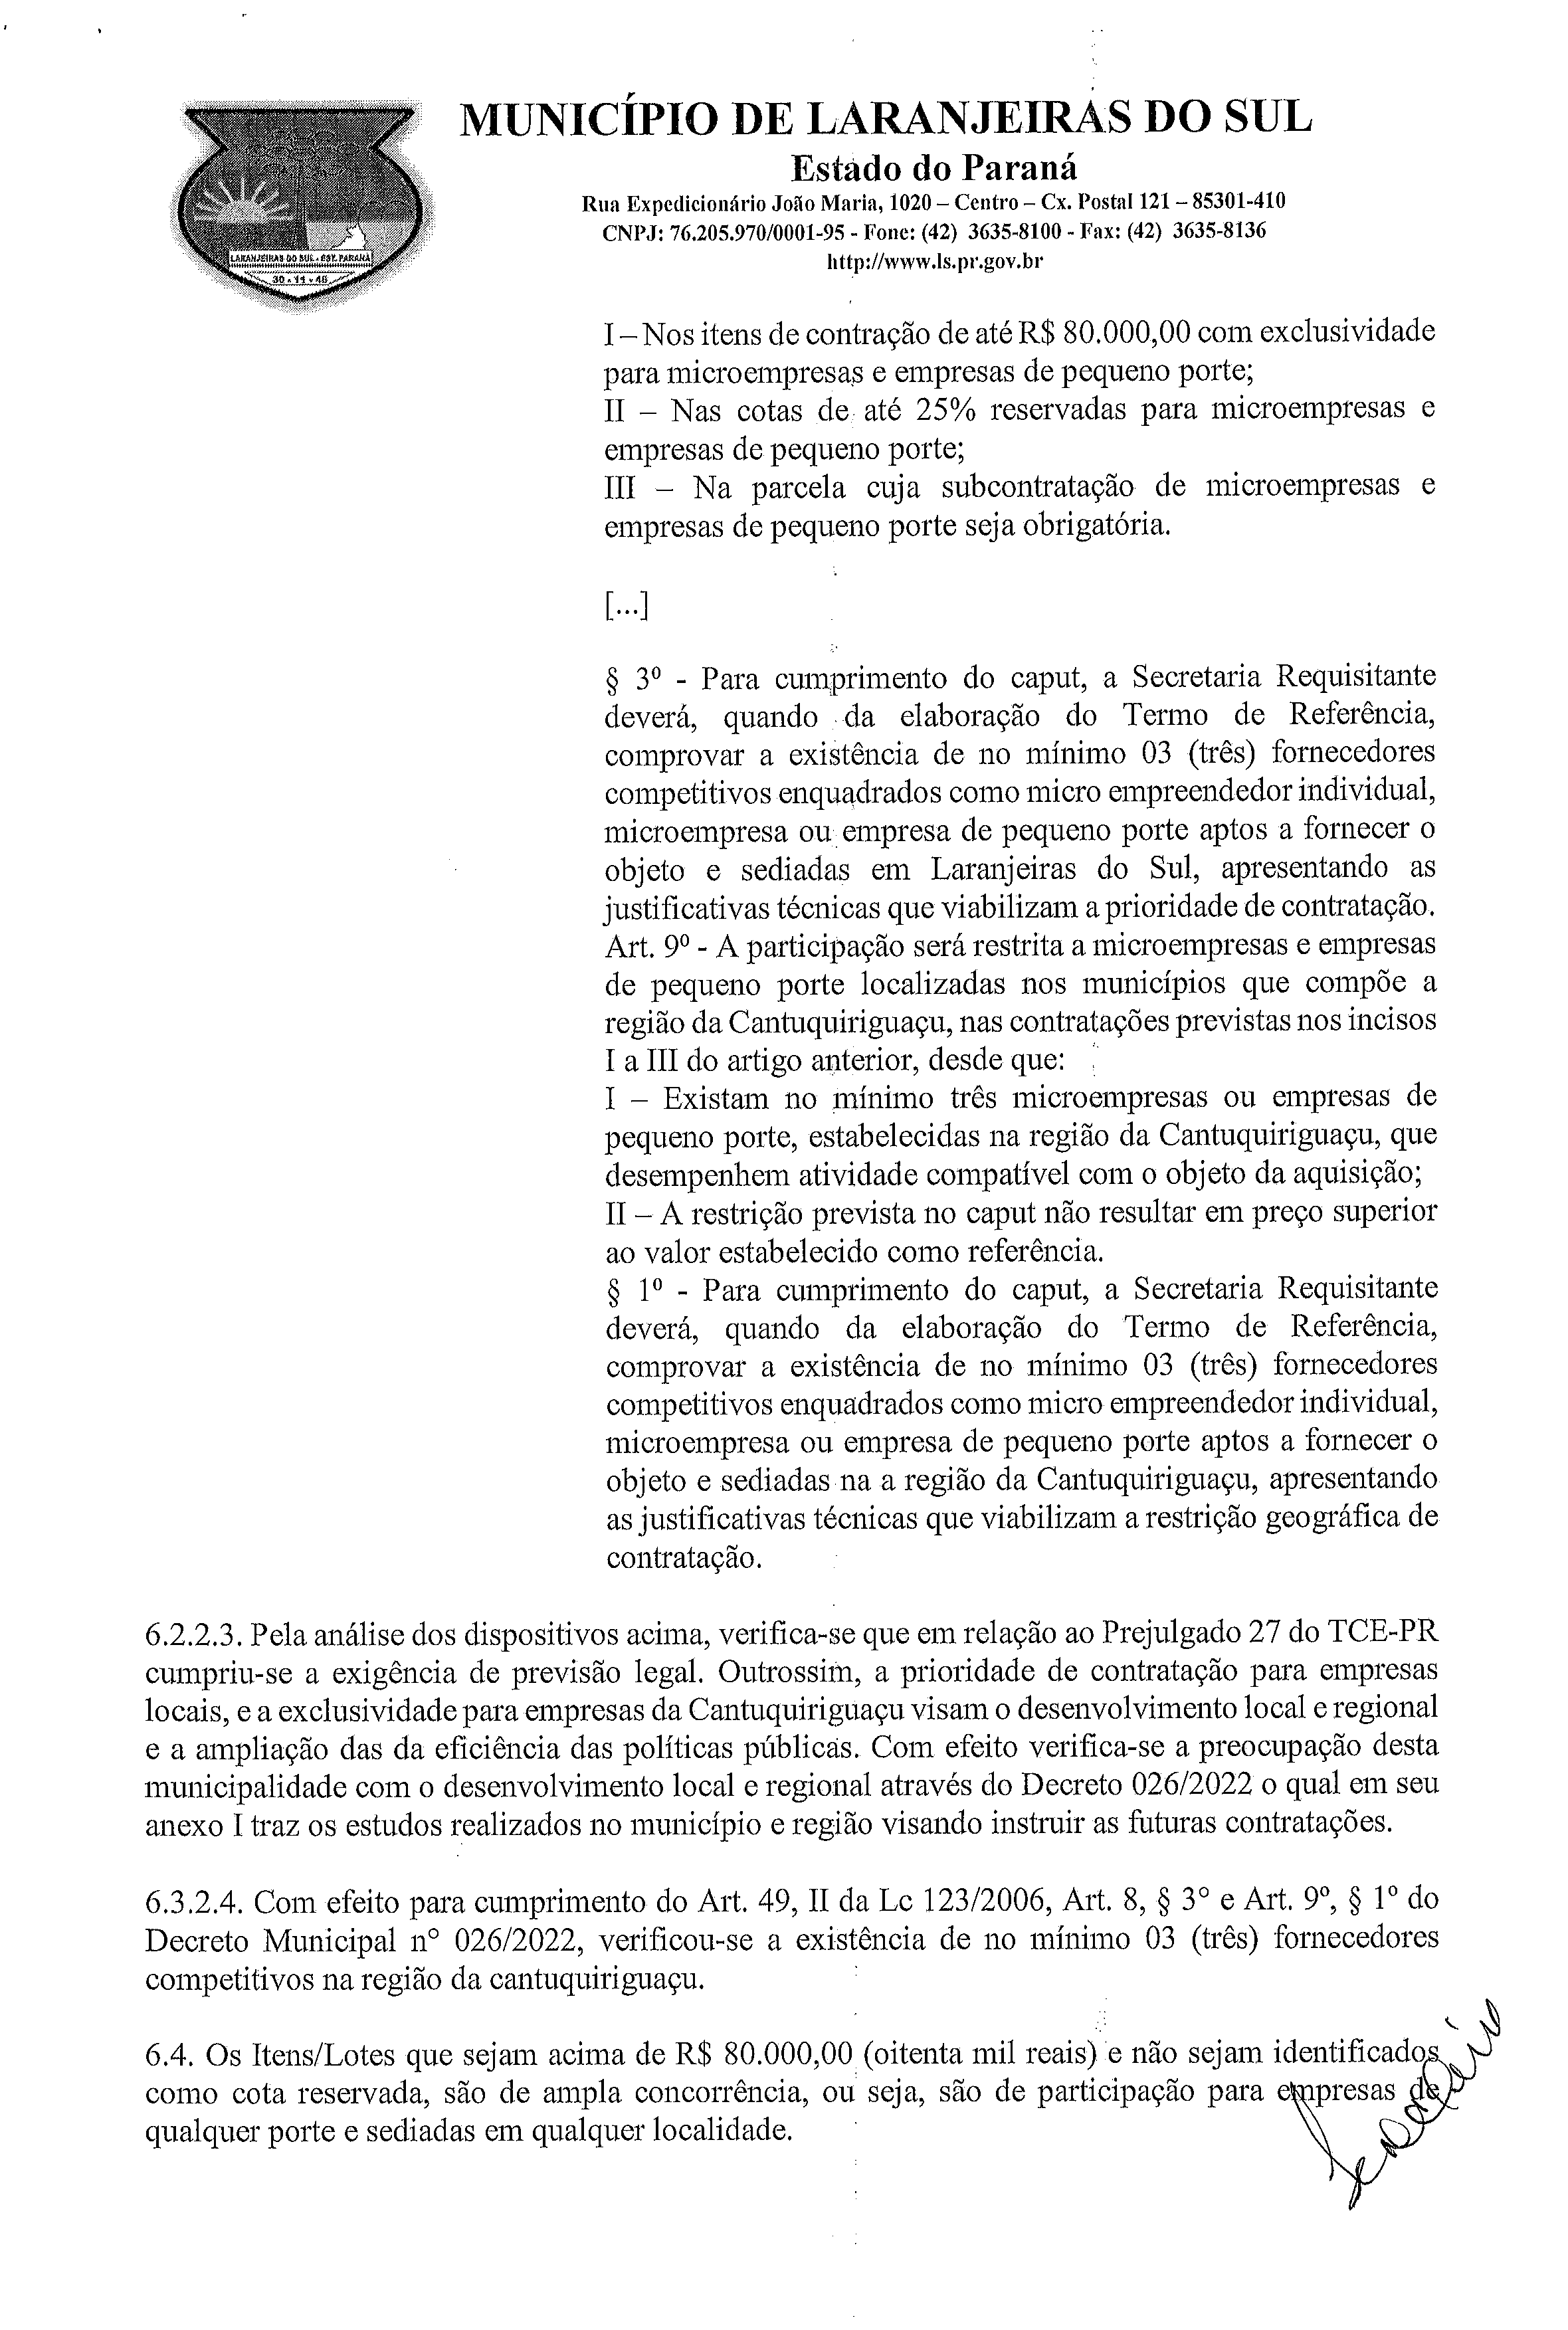 MUNICÍPIO DE LARANJEIRAS DO SUL
Estado do Paraná
Rua Expedicionário João Maria, 1020 – Centro – Cx. Postal 121 – 85301-410
CNPJ: 76.205.970/0001-95 - Fone: (42) 3635-8100 - Fax: (42) 3635-8136
http://www.ls.pr.gov.br
LARANJEIRAS DO SUL - EST. PARANÁ
30 - 11 - 46
I – Nos itens de contração de até R$ 80.000,00 com exclusividade
para microempresas e empresas de pequeno porte;
II – Nas cotas de até 25% reservadas para microempresas e
empresas de pequeno porte;
III – Na parcela cuja subcontratação de microempresas e
empresas de pequeno porte seja obrigatória.
[...]
§ 3º - Para cumprimento do caput, a Secretaria Requisitante
deverá, quando da elaboração do Termo de Referência,
comprovar a existência de no mínimo 03 (três) fornecedores
competitivos enquadrados como micro empreendedor individual,
microempresa ou empresa de pequeno porte aptos a fornecer o
objeto e sediadas em Laranjeiras do Sul, apresentando as
justificativas técnicas que viabilizam a prioridade de contratação.
Art. 9º - A participação será restrita a microempresas e empresas
de pequeno porte localizadas nos municípios que compõe a
região da Cantuquiriguaçu, nas contratações previstas nos incisos
I a III do artigo anterior, desde que:
I – Existam no mínimo três microempresas ou empresas de
pequeno porte, estabelecidas na região da Cantuquiriguaçu, que
desempenhem atividade compatível com o objeto da aquisição;
II – A restrição prevista no caput não resultar em preço superior
ao valor estabelecido como referência.
§ 1º - Para cumprimento do caput, a Secretaria Requisitante
deverá, quando da elaboração do Termo de Referência,
comprovar a existência de no mínimo 03 (três) fornecedores
competitivos enquadrados como micro empreendedor individual,
microempresa ou empresa de pequeno porte aptos a fornecer o
objeto e sediadas na a região da Cantuquiriguaçu, apresentando
as justificativas técnicas que viabilizam a restrição geográfica de
contratação.
6.2.2.3. Pela análise dos dispositivos acima, verifica-se que em relação ao Prejulgado 27 do TCE-PR
cumpriu-se a exigência de previsão legal. Outrossim, a prioridade de contratação para empresas
locais, e a exclusividade para empresas da Cantuquiriguaçu visam o desenvolvimento local e regional
e a ampliação das da eficiência das políticas públicas. Com efeito verifica-se a preocupação desta
municipalidade com o desenvolvimento local e regional através do Decreto 026/2022 o qual em seu
anexo I traz os estudos realizados no município e região visando instruir as futuras contratações.
6.3.2.4. Com efeito para cumprimento do Art. 49, II da Lc 123/2006, Art. 8, § 3° e Art. 9º, § 1º do
Decreto Municipal n° 026/2022, verificou-se a existência de no mínimo 03 (três) fornecedores
competitivos na região da cantuquiriguaçu.
6.4. Os Itens/Lotes que sejam acima de R$ 80.000,00 (oitenta mil reais) e não sejam identificados
como cota reservada, são de ampla concorrência, ou seja, são de participação para empresas de
qualquer porte e sediadas em qualquer localidade.